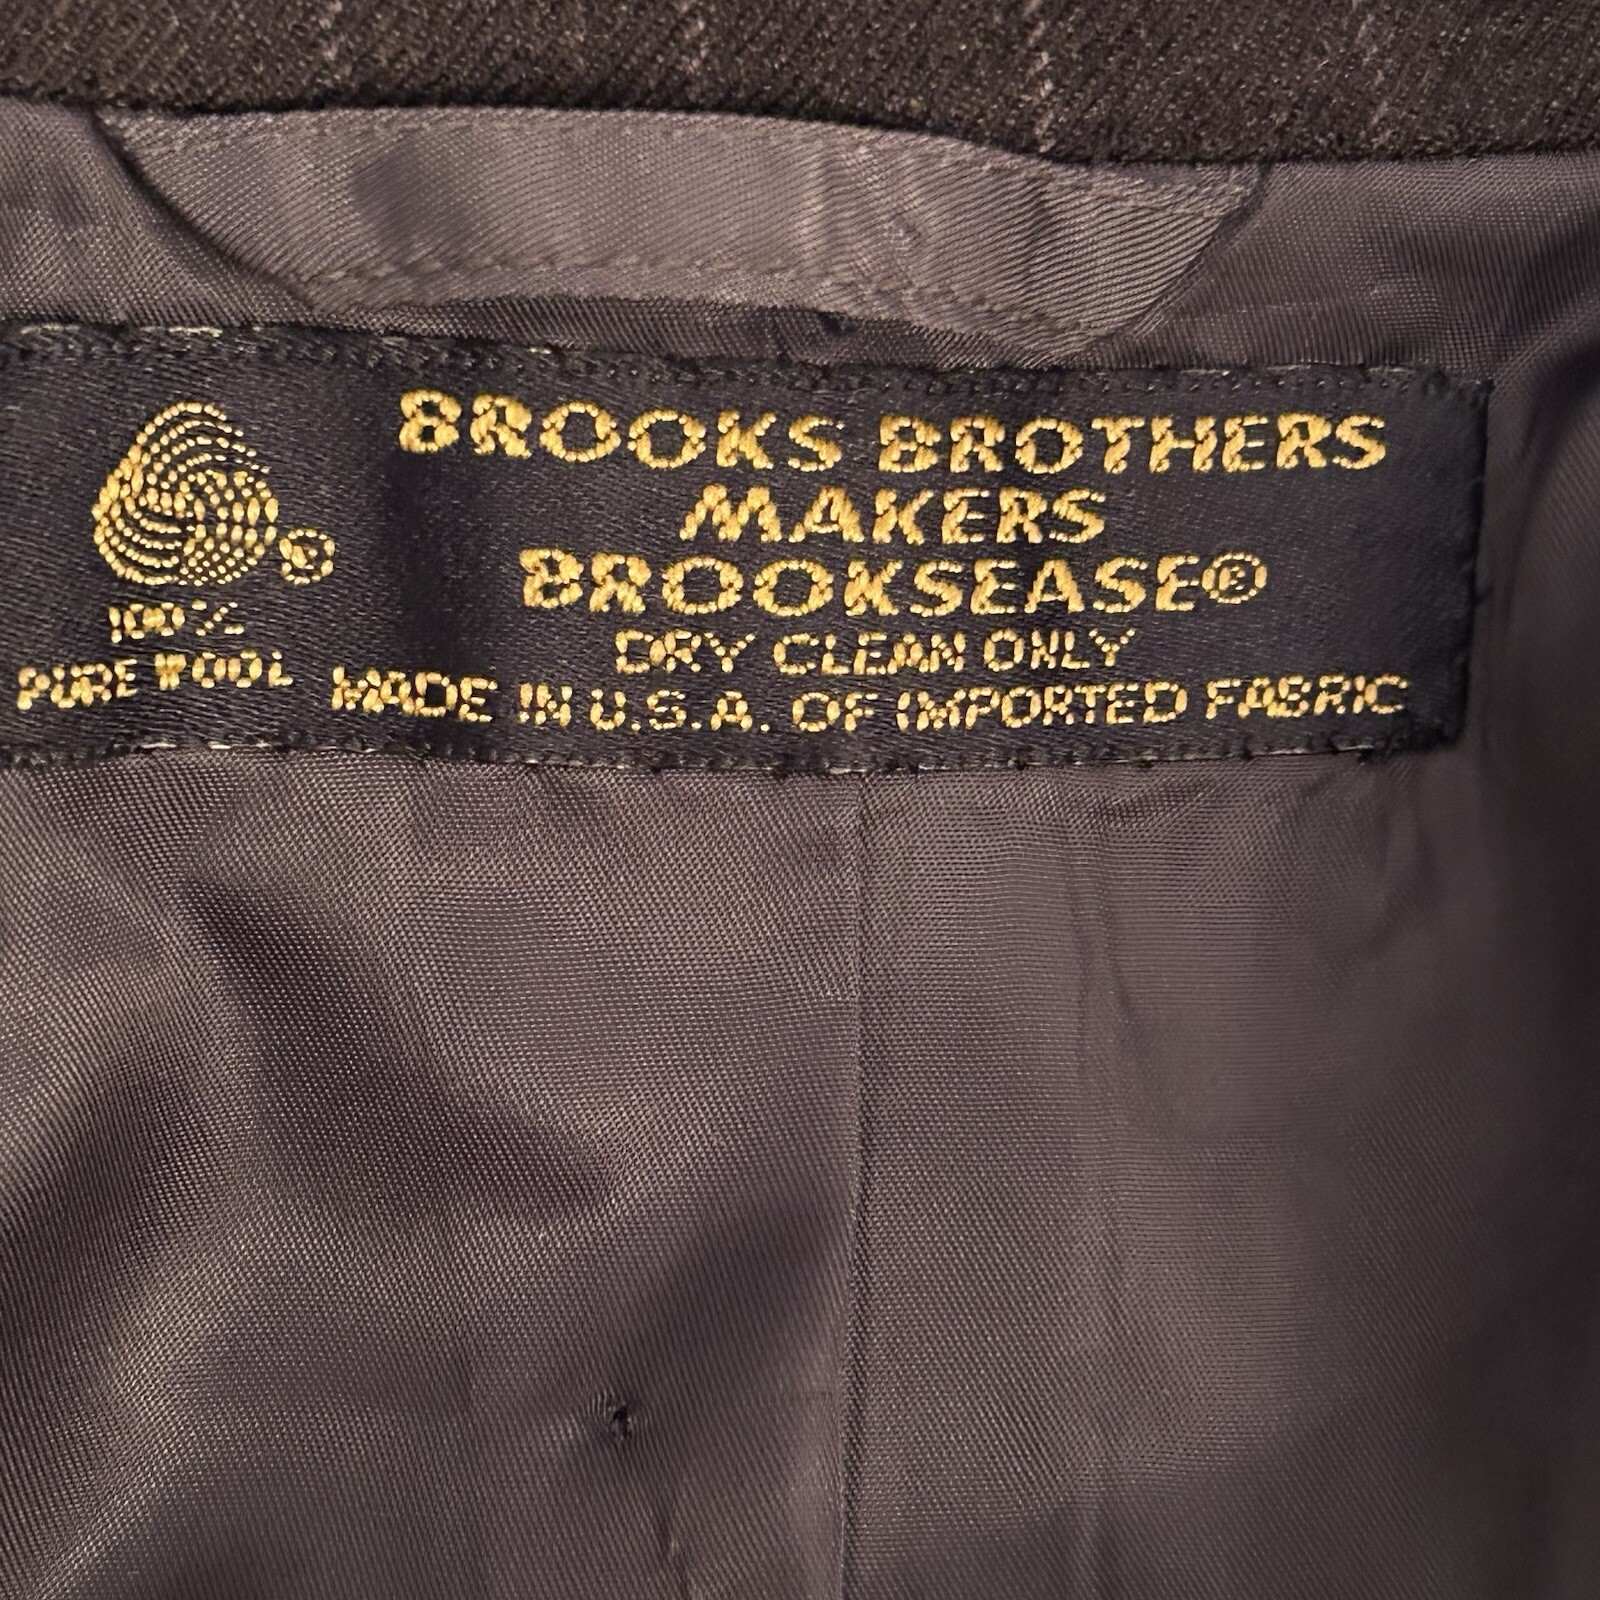 BROOKS BROTHERS
MAKERS
BROOKSEASE®
DRY CLEAN ONLY
MADE IN U.S.A. OF IMPORTED FABRIC
®
100%
PURE WOOL